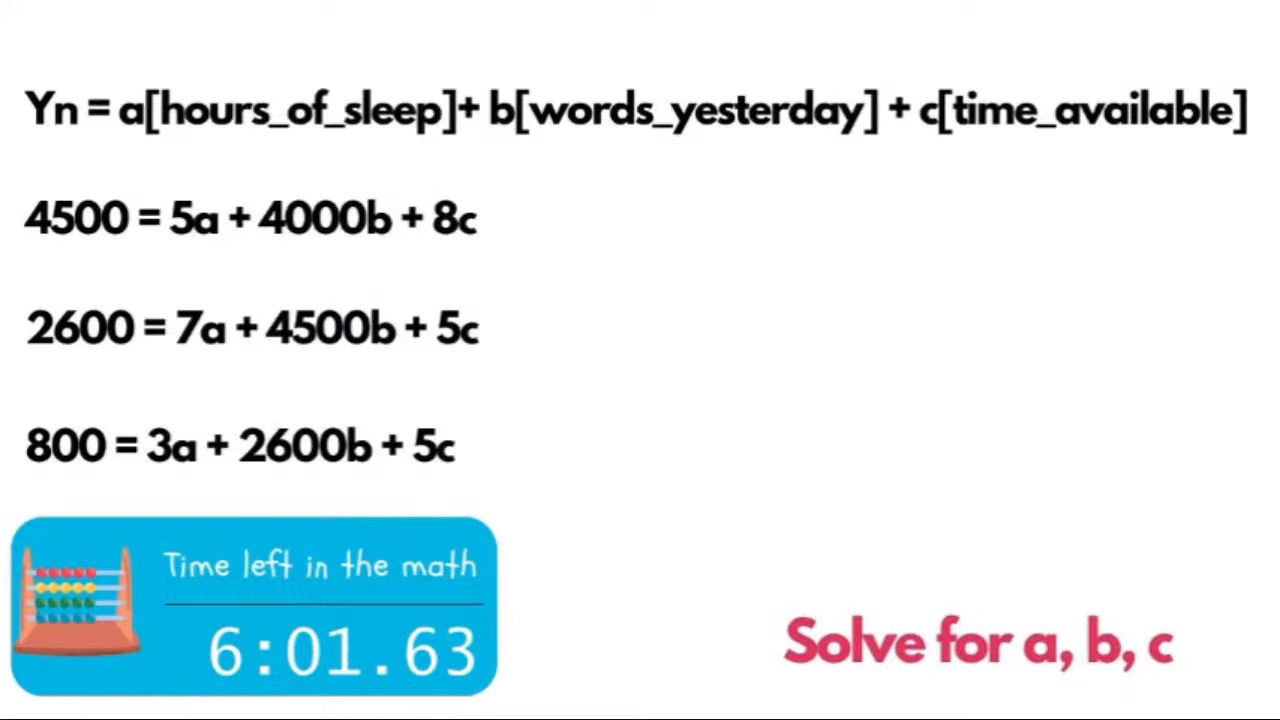 Yn = a[hours_of_sleep]+ b[words_yesterday] + c[time_available]
4500 = 5a + 4000b + 8c
2600 = 7a + 4500b + 5c
800 = 3a + 2600b + 5c
Time left in the math
6:01.63
Solve for a, b, c